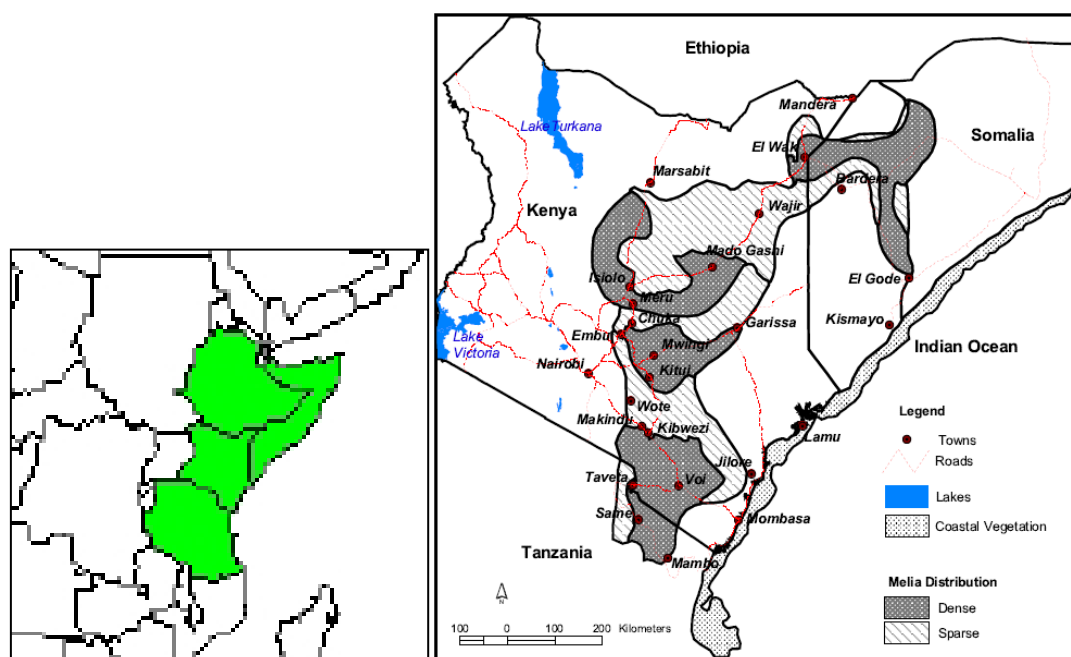 Ethiopia
Mandera
Lake Turkana
El Wak
Somalia
Marsabit
Bardera
Kenya
Wajir
Mado Gashi
Isiolo
El Gode
Meru
Chuka
Garissa
Kismayo
Embu
Lake
Victoria
Mwingi
Indian Ocean
Nairobi
Kitui
Wote
Legend
Makindu
Kibwezi
Lamu
Towns
Roads
Jilore
Taveta
Voi
Lakes
Same
Mombasa
Coastal Vegetation
Tanzania
Mambo
Melia Distribution
N
Dense
100 0 100 200 Kilometers
Sparse